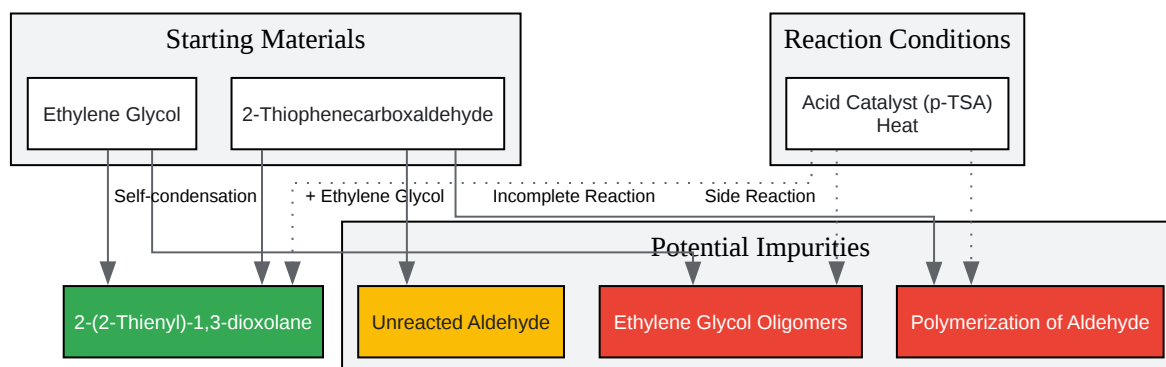 Starting Materials
Reaction Conditions
Ethylene Glycol
2-Thiophenecarboxaldehyde
Acid Catalyst (p-TSA)
Heat
Self-condensation
+ Ethylene Glycol
Incomplete Reaction
Side Reaction
Potential Impurities
2-(2-Thienyl)-1,3-dioxolane
Unreacted Aldehyde
Ethylene Glycol Oligomers
Polymerization of Aldehyde